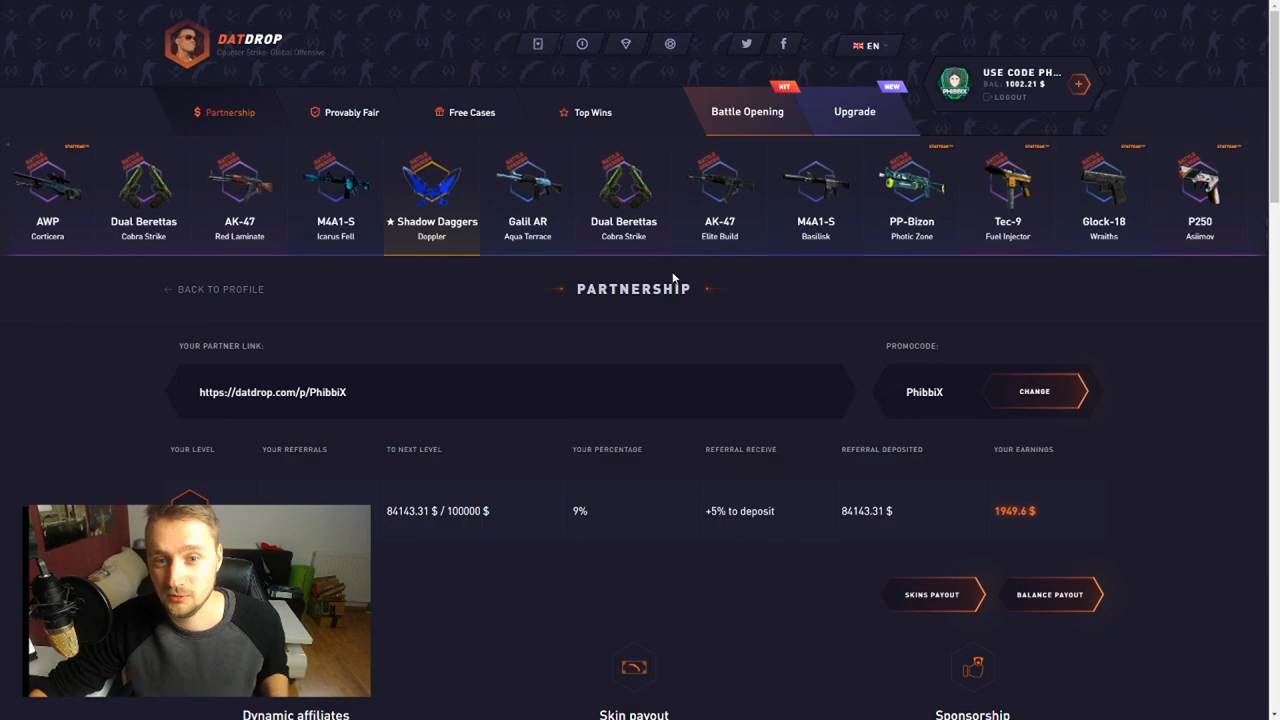 DATDROP
Counter Strike: Global Offensive
EN
USE CODE PH...
BAL: 1002.21 $
LOGOUT
HIT
NEW
Partnership
Provably Fair
Free Cases
Top Wins
Battle Opening
Upgrade
AWP
Corticera
Dual Berettas
Cobra Strike
AK-47
Red Laminate
M4A1-S
Icarus Fell
★ Shadow Daggers
Doppler
Galil AR
Aqua Terrace
Dual Berettas
Cobra Strike
AK-47
Elite Build
M4A1-S
Basilisk
PP-Bizon
Photic Zone
Tec-9
Fuel Injector
Glock-18
Wraiths
P250
Asiimov
← BACK TO PROFILE
PARTNERSHIP
YOUR PARTNER LINK:
PROMOCODE:
https://datdrop.com/p/PhibbiX
PhibbiX
CHANGE
YOUR LEVEL
YOUR REFERRALS
TO NEXT LEVEL
YOUR PERCENTAGE
REFERRAL RECEIVE
REFERRAL DEPOSITED
YOUR EARNINGS
84143.31 $ / 100000 $
9%
+5% to deposit
84143.31 $
1949.6 $
SKINS PAYOUT
BALANCE PAYOUT
Dynamic affiliates
Skin payout
Sponsorship